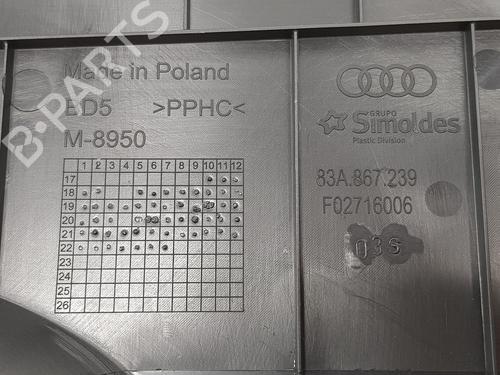 Made in Poland
BD5 >PPHC<
M-8950
1 2 3 4 5 6 7 8 9 10 11 12
17
18
19
20
21
22
23
24
25
26
GRUPO
Simoldes
Plastic Division
83A.867.239
F02716006
03S
B-PARTS